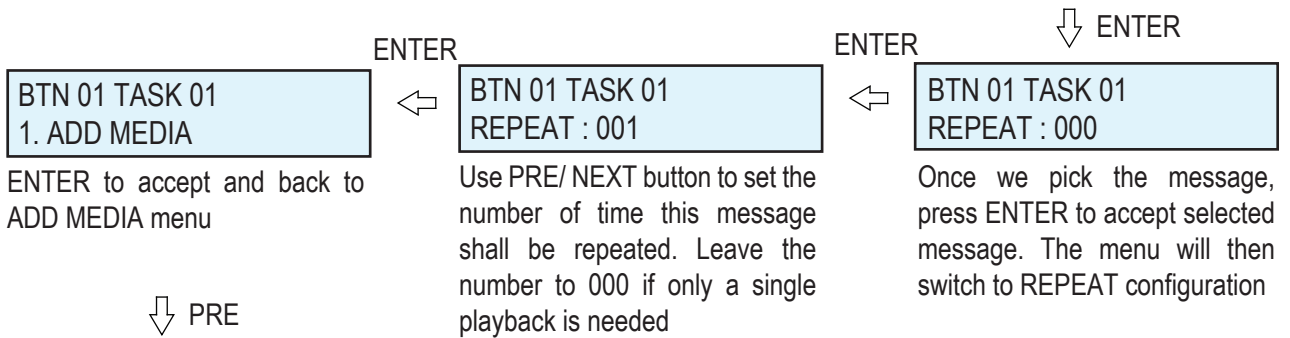 ENTER
ENTER
ENTER
BTN 01 TASK 01
1. ADD MEDIA
ENTER to accept and back to
ADD MEDIA menu
PRE
BTN 01 TASK 01
REPEAT : 001
Use PRE/ NEXT button to set the
number of time this message
shall be repeated. Leave the
number to 000 if only a single
playback is needed
BTN 01 TASK 01
REPEAT : 000
Once we pick the message,
press ENTER to accept selected
message. The menu will then
switch to REPEAT configuration